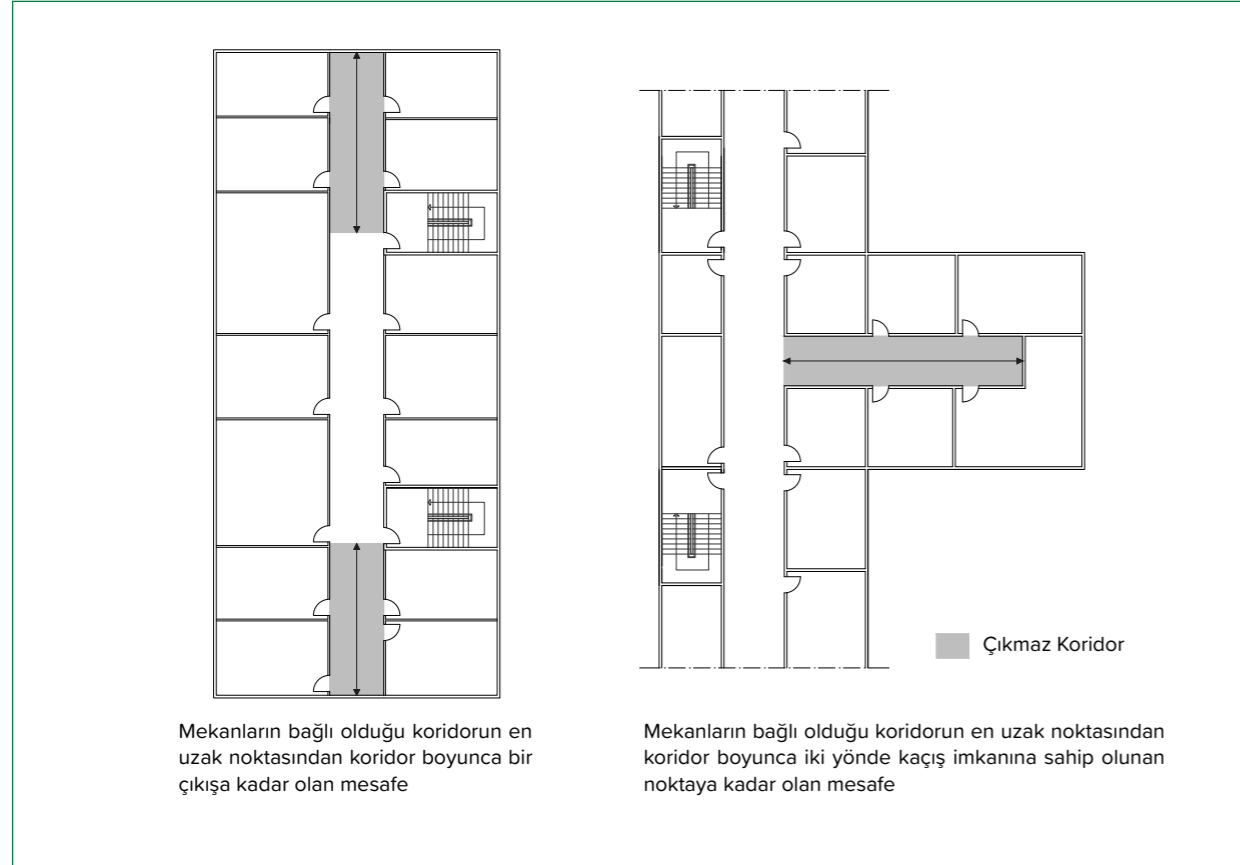 Çıkmaz Koridor
Mekanların bağlı olduğu koridorun en
uzak noktasından koridor boyunca bir
çıkışa kadar olan mesafe
Mekanların bağlı olduğu koridorun en uzak noktasından
koridor boyunca iki yönde kaçış imkanına sahip olunan
noktaya kadar olan mesafe